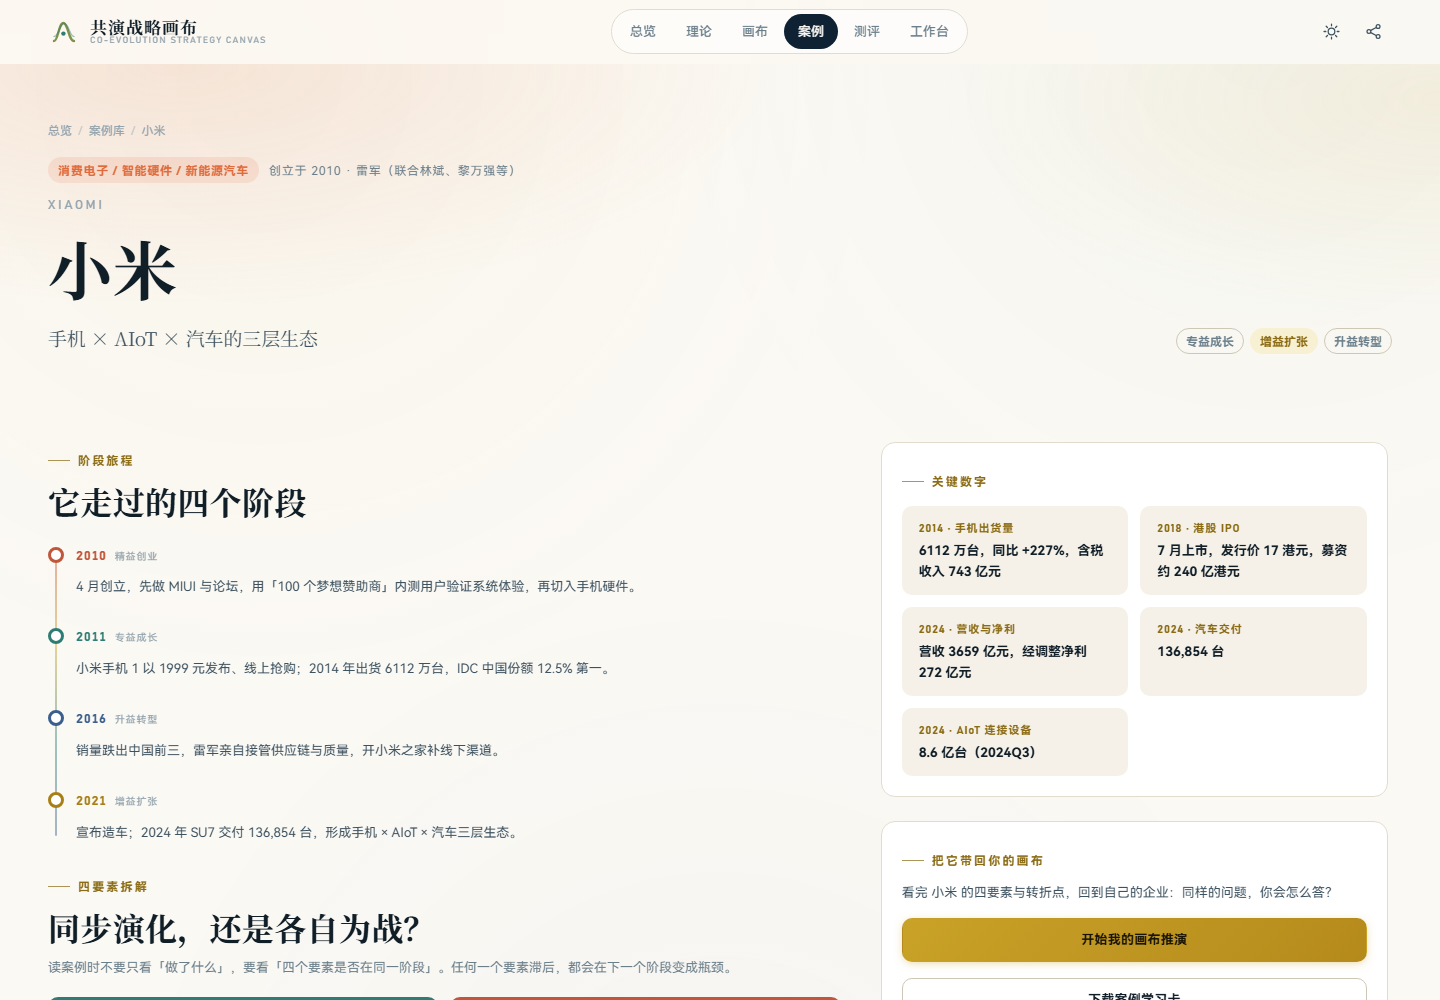 共演战略画布
CO-EVOLUTION STRATEGY CANVAS
总览
理论
画布
案例
测评
工作台
总览 / 案例库 / 小米
消费电子 / 智能硬件 / 新能源汽车
创立于 2010 · 雷军（联合林斌、黎万强等）
XIAOMI
小米
手机 × AIoT × 汽车的三层生态
专益成长
增益扩张
升益转型
阶段旅程
它走过的四个阶段
2010 精益创业
4 月创立，先做 MIUI 与论坛，用「100 个梦想赞助商」内测用户验证系统体验，再切入手机硬件。
2011 专益成长
小米手机 1 以 1999 元发布、线上抢购；2014 年出货 6112 万台，IDC 中国份额 12.5% 第一。
2016 升益转型
销量跌出中国前三，雷军亲自接管供应链与质量，开小米之家补线下渠道。
2021 增益扩张
宣布造车；2024 年 SU7 交付 136,854 台，形成手机 × AIoT × 汽车三层生态。
四要素拆解
同步演化，还是各自为战？
读案例时不要只看「做了什么」，要看「四个要素是否在同一阶段」。任何一个要素滞后，都会在下一个阶段变成瓶颈。
关键数字
2014 · 手机出货量
6112 万台，同比 +227%，含税
收入 743 亿元
2018 · 港股 IPO
7 月上市，发行价 17 港元，募资
约 240 亿港元
2024 · 营收与净利
营收 3659 亿元，经调整净利
272 亿元
2024 · 汽车交付
136,854 台
2024 · AIoT 连接设备
8.6 亿台（2024Q3）
把它带回你的画布
看完 小米 的四要素与转折点，回到自己的企业：同样的问题，你会怎么答？
开始我的画布推演
下载案例学习卡